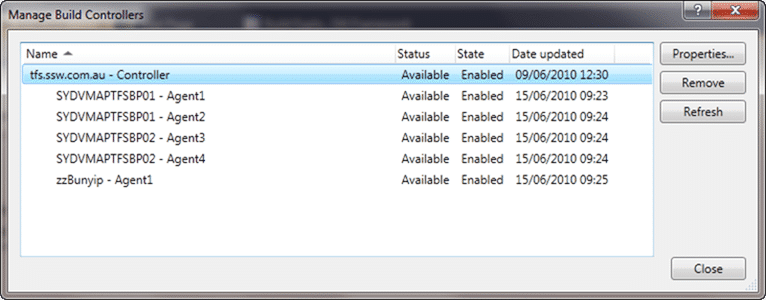 Manage Build Controllers
Name Status State Date updated
tfs.ssw.com.au - Controller Available Enabled 09/06/2010 12:30
SYDVMAPTFSBP01 - Agent1 Available Enabled 15/06/2010 09:23
SYDVMAPTFSBP01 - Agent2 Available Enabled 15/06/2010 09:24
SYDVMAPTFSBP02 - Agent3 Available Enabled 15/06/2010 09:24
SYDVMAPTFSBP02 - Agent4 Available Enabled 15/06/2010 09:24
zzBunyip - Agent1 Available Enabled 15/06/2010 09:25
Properties...
Remove
Refresh
Close